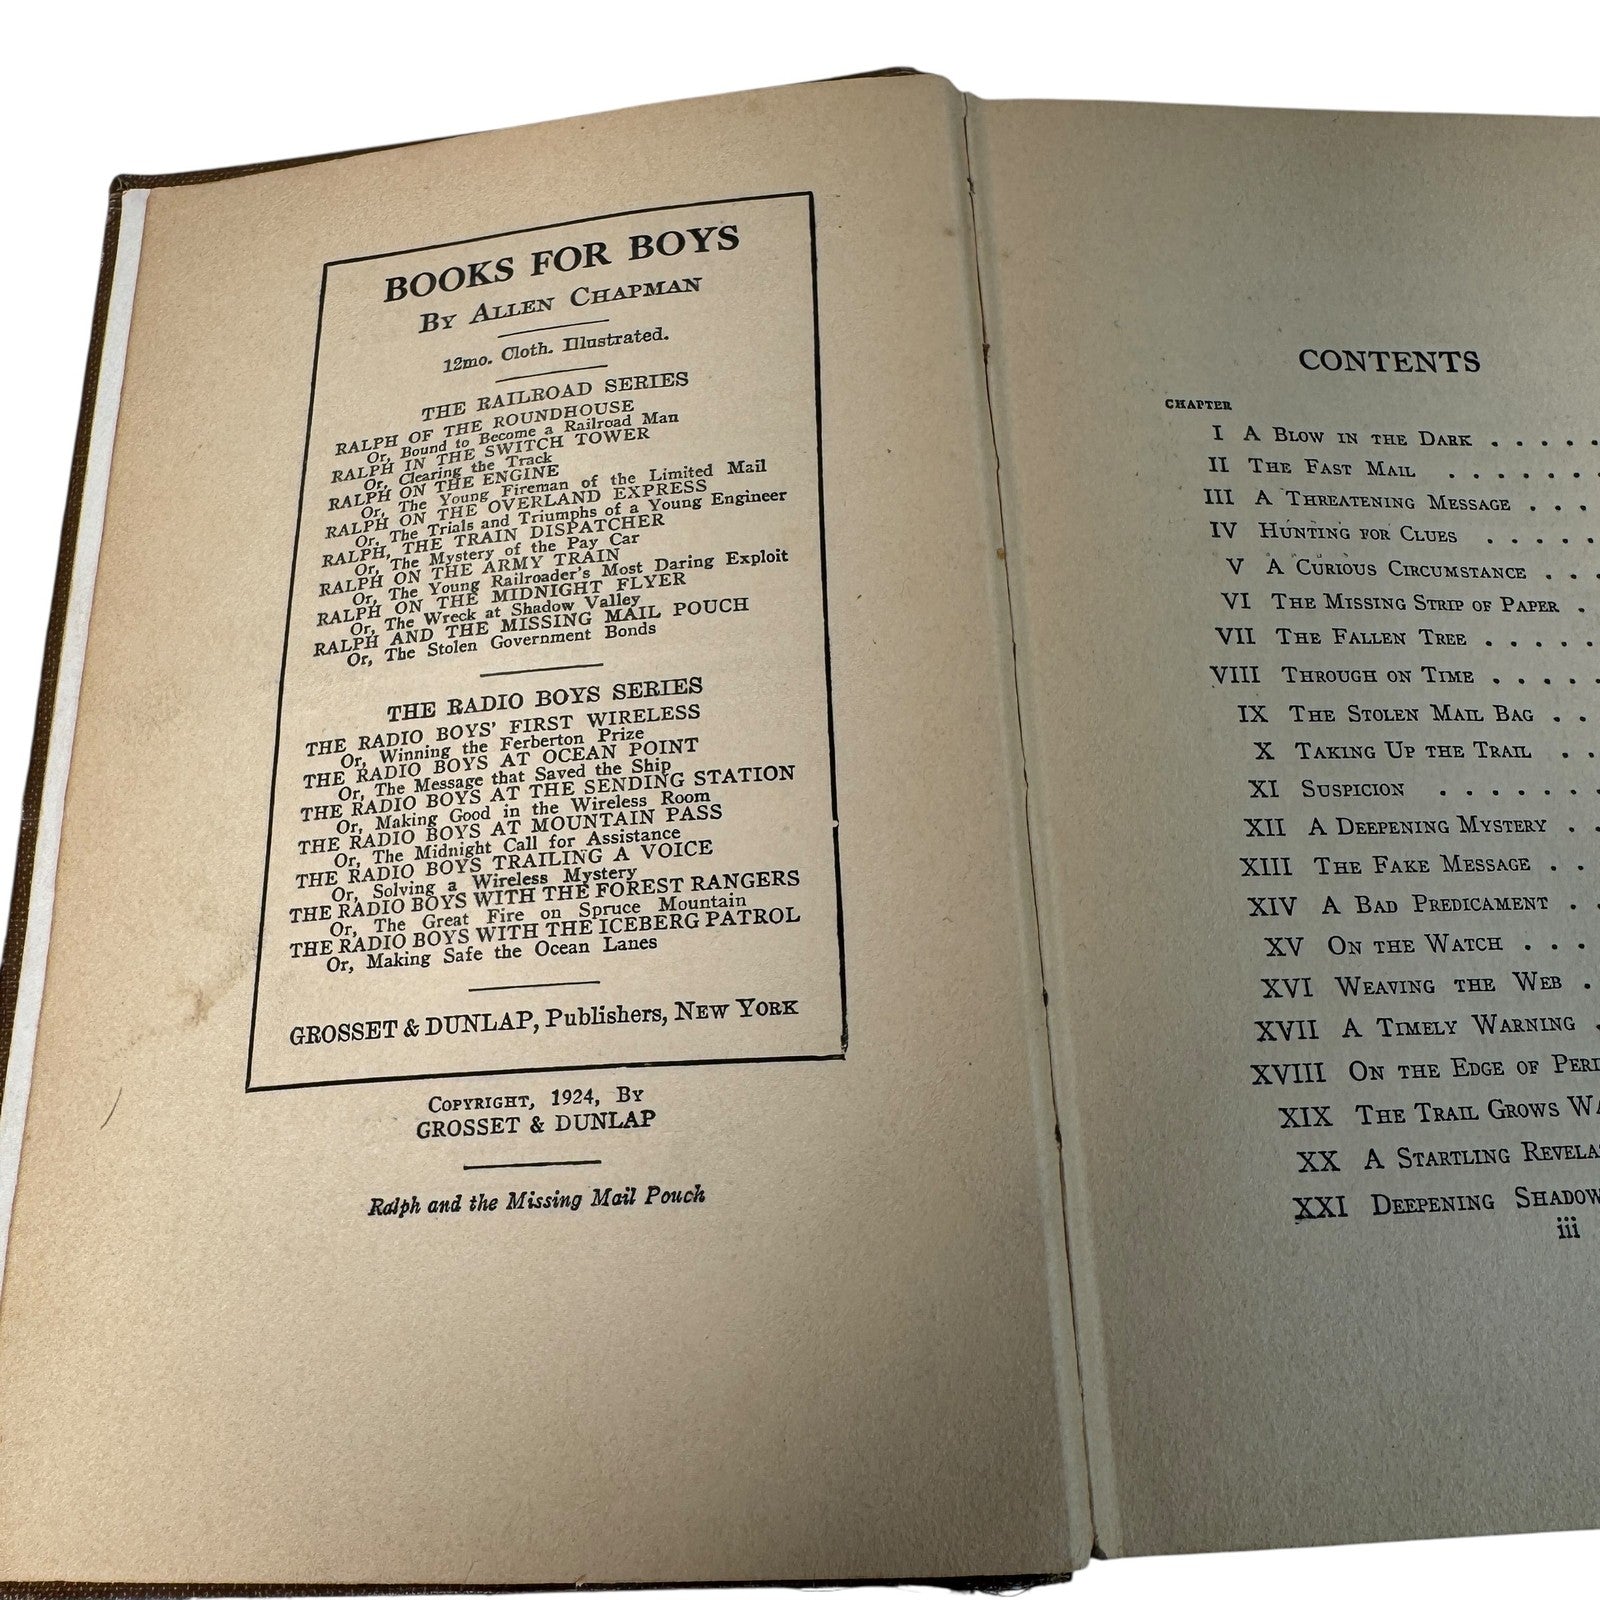 BOOKS FOR BOYS
By Allen Chapman
12mo. Cloth. Illustrated.
THE RAILROAD SERIES
RALPH OF THE ROUNDHOUSE
Or, Bound to Become a Railroad Man
RALPH IN THE SWITCH TOWER
Or, Clearing the Track
RALPH ON THE ENGINE
Or, The Young Fireman of the Limited Mail
RALPH ON THE OVERLAND EXPRESS
Or, The Trials and Triumphs of a Young Engineer
RALPH, THE TRAIN DISPATCHER
Or, The Mystery of the Pay Car
RALPH ON THE ARMY TRAIN
Or, The Young Railroader's Most Daring Exploit
RALPH ON THE MIDNIGHT FLYER
Or, The Wreck at Shadow Valley
RALPH AND THE MISSING MAIL POUCH
Or, The Stolen Government Bonds
THE RADIO BOYS SERIES
THE RADIO BOYS' FIRST WIRELESS
Or, Winning the Ferberton Prize
THE RADIO BOYS AT OCEAN POINT
Or, The Message that Saved the Ship
THE RADIO BOYS AT THE SENDING STATION
Or, Making Good in the Wireless Room
THE RADIO BOYS AT MOUNTAIN PASS
Or, The Midnight Call for Assistance
THE RADIO BOYS TRAILING A VOICE
Or, Solving a Wireless Mystery
THE RADIO BOYS WITH THE FOREST RANGERS
Or, The Great Fire on Spruce Mountain
THE RADIO BOYS WITH THE ICEBERG PATROL
Or, Making Safe the Ocean Lanes
GROSSET & DUNLAP, Publishers, New York
Copyright, 1924, By
GROSSET & DUNLAP
Ralph and the Missing Mail Pouch
CONTENTS
CHAPTER
I A Blow in the Dark . . . . .
II The Fast Mail . . . . . . .
III A Threatening Message . . .
IV Hunting for Clues . . . . .
V A Curious Circumstance . . .
VI The Missing Strip of Paper .
VII The Fallen Tree . . . . .
VIII Through on Time . . . . .
IX The Stolen Mail Bag . .
X Taking Up the Trail . .
XI Suspicion . . . . . . .
XII A Deepening Mystery . .
XIII The Fake Message . .
XIV A Bad Predicament . .
XV On the Watch . . .
XVI Weaving the Web .
XVII A Timely Warning .
XVIII On the Edge of Peri
XIX The Trail Grows Wa
XX A Startling Revela
XXI Deepening Shadow
iii